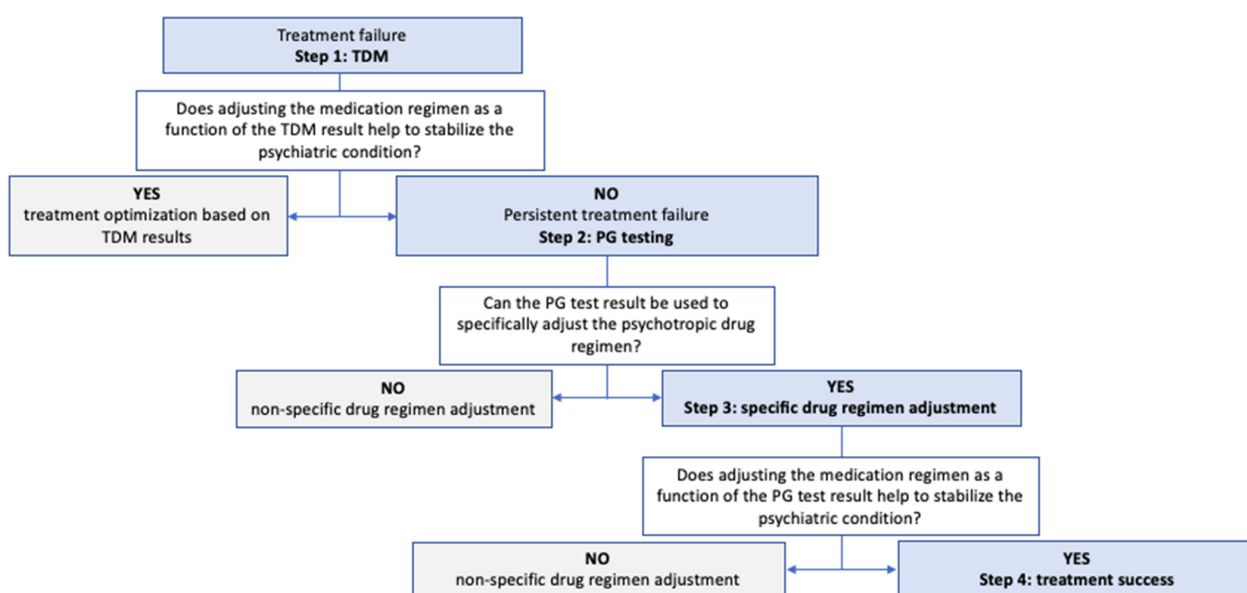 Treatment failure
Step 1: TDM
Does adjusting the medication regimen as a
function of the TDM result help to stabilize the
psychiatric condition?
YES
treatment optimization based on
TDM results
NO
Persistent treatment failure
Step 2: PG testing
Can the PG test result be used to
specifically adjust the psychotropic drug
regimen?
NO
non-specific drug regimen adjustment
YES
Step 3: specific drug regimen adjustment
Does adjusting the medication regimen as a
function of the PG test result help to stabilize the
psychiatric condition?
NO
non-specific drug regimen adjustment
YES
Step 4: treatment success